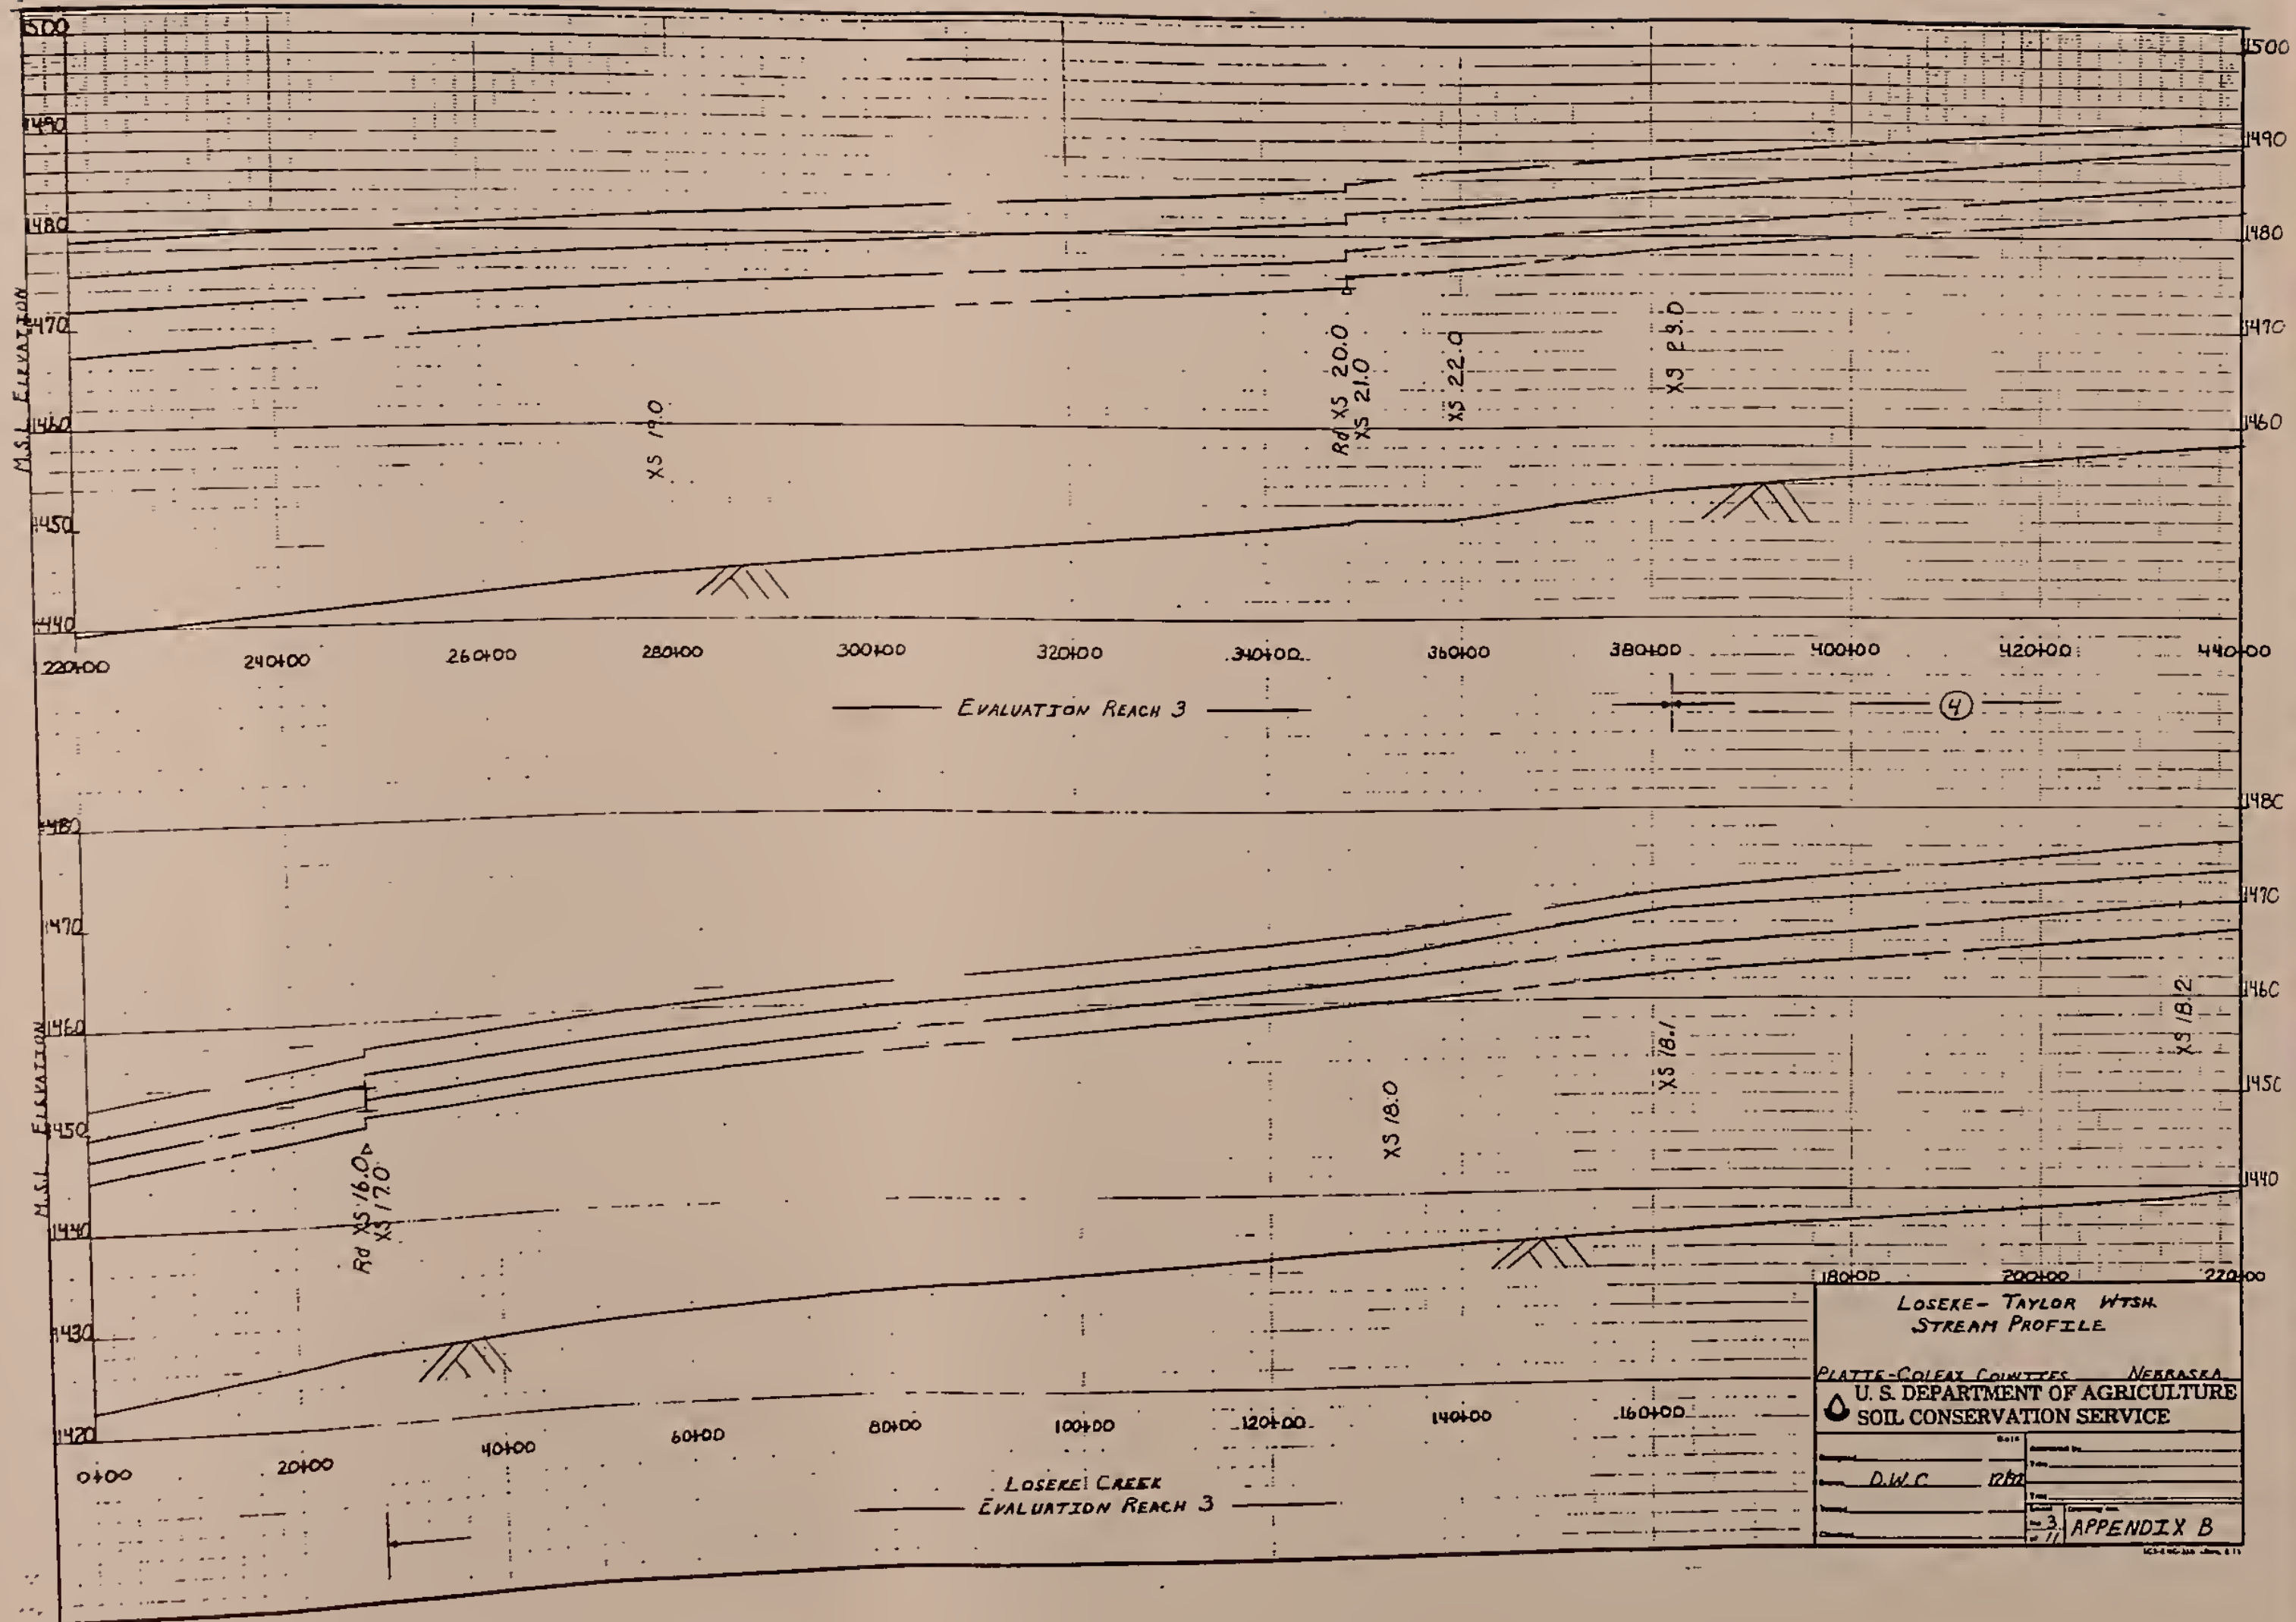 1500
1490
1480
1470
1460
1450
1440
M.S.L. ELEVATION
1500
1490
1480
1470
1460
XS 19.0
Rd XS 20.0
XS 21.0
XS 22.0
220+00 240+00 260+00 280+00 300+00 320+00 340+00 360+00 380+00 400+00 420+00 440+00
EVALUATION REACH 3
4
1480
1470
1460
1450
1440
1430
1420
M.S.L. ELEVATION
1480
1470
1460
1450
1440
Rd XS 16.0
XS 17.0
XS 18.0
XS 18.1
XS 18.2
180+00 200+00 220+00
0+00 20+00 40+00 60+00 80+00 100+00 120+00 140+00 160+00
LOSEKE CREEK
EVALUATION REACH 3
LOSEKE-TAYLOR WTSH.
STREAM PROFILE
PLATTE-COLFAX COUNTIES NEBRASKA
U. S. DEPARTMENT OF AGRICULTURE
SOIL CONSERVATION SERVICE
Date
D.W.C. 12/92
3
11
APPENDIX B